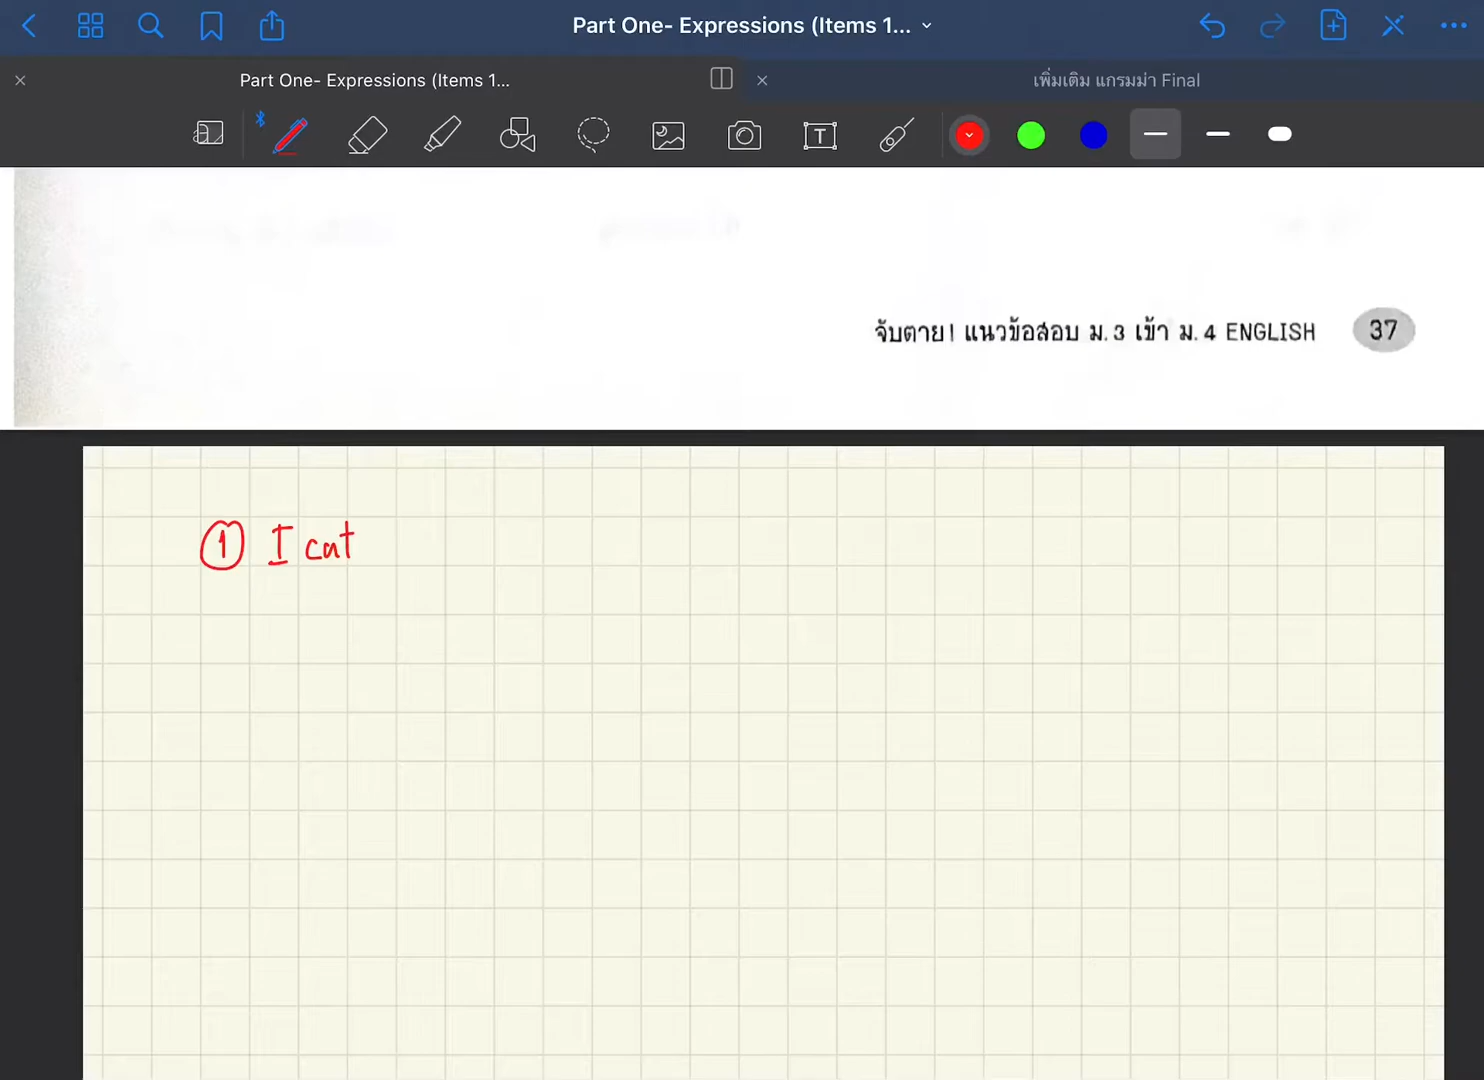 Part One- Expressions (Items 1...
Part One- Expressions (Items 1...
เพิ่มเติม แกรมม่า Final
T
จับตาย! แนวข้อสอบ ม.3 เข้า ม.4 ENGLISH 37
① I cut